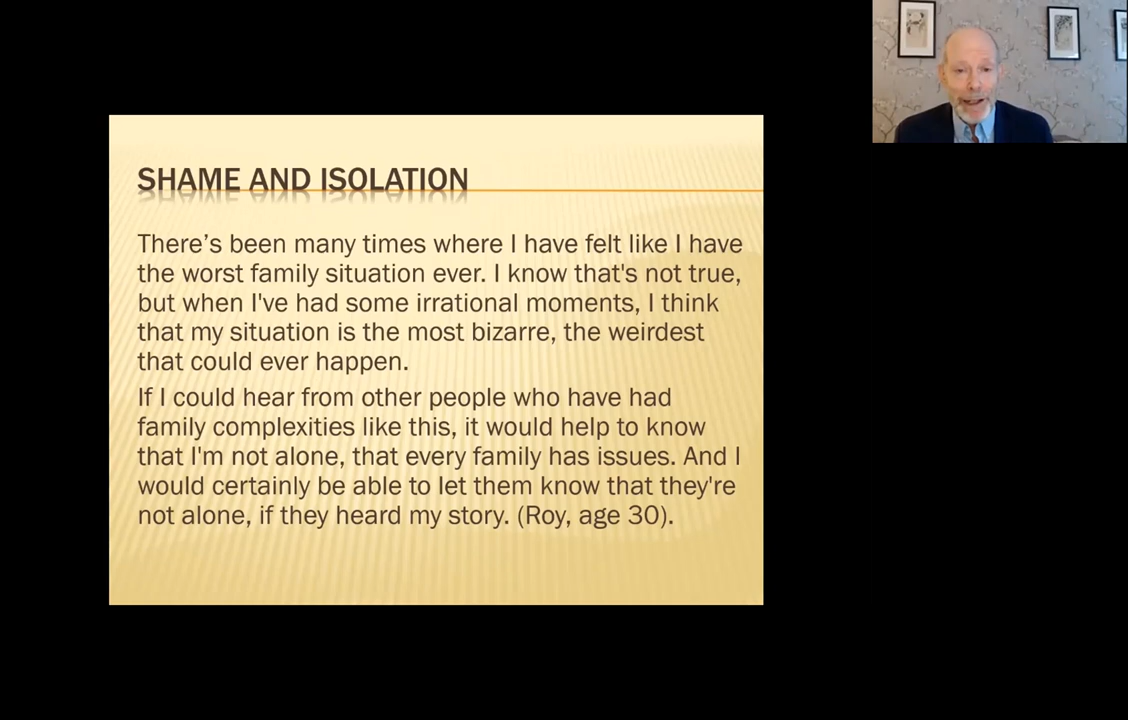 SHAME AND ISOLATION
There’s been many times where I have felt like I have
the worst family situation ever. I know that's not true,
but when I've had some irrational moments, I think
that my situation is the most bizarre, the weirdest
that could ever happen.
If I could hear from other people who have had
family complexities like this, it would help to know
that I'm not alone, that every family has issues. And I
would certainly be able to let them know that they're
not alone, if they heard my story. (Roy, age 30).